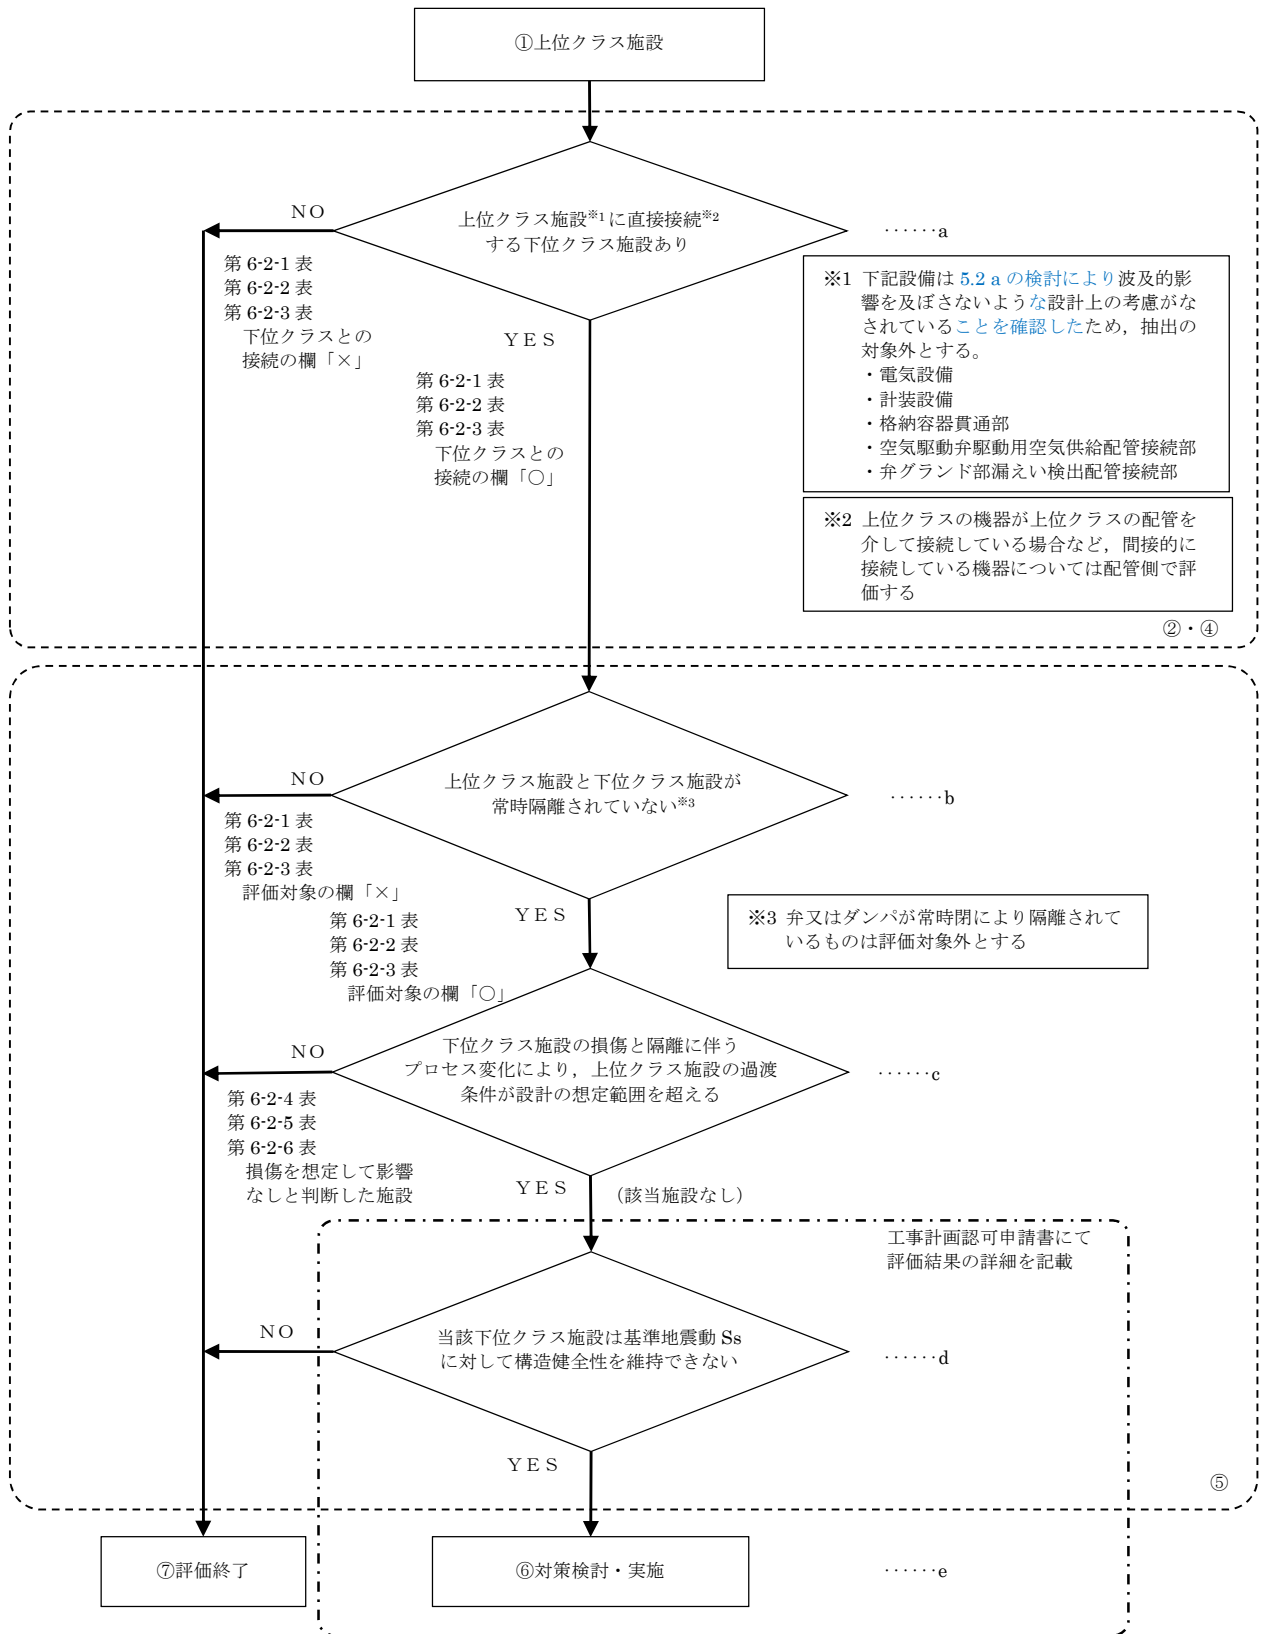 ①上位クラス施設
上位クラス施設※1に直接接続※2
する下位クラス施設あり
NO
‥‥‥a
第 6-2-1 表
第 6-2-2 表
第 6-2-3 表
下位クラスとの
接続の欄「×」
YES
第 6-2-1 表
第 6-2-2 表
第 6-2-3 表
下位クラスとの
接続の欄「○」
※1 下記設備は 5.2 a の検討により波及的影
響を及ぼさないような設計上の考慮がな
されていることを確認したため，抽出の
対象外とする。
・電気設備
・計装設備
・格納容器貫通部
・空気駆動弁駆動用空気供給配管接続部
・弁グランド部漏えい検出配管接続部
※2 上位クラスの機器が上位クラスの配管を
介して接続している場合など，間接的に
接続している機器については配管側で評
価する
②・④
上位クラス施設と下位クラス施設が
常時隔離されていない※3
NO
‥‥‥b
第 6-2-1 表
第 6-2-2 表
第 6-2-3 表
評価対象の欄「×」
YES
第 6-2-1 表
第 6-2-2 表
第 6-2-3 表
評価対象の欄「○」
※3 弁又はダンパが常時閉により隔離されて
いるものは評価対象外とする
下位クラス施設の損傷と隔離に伴う
プロセス変化により，上位クラス施設の過渡
条件が設計の想定範囲を超える
NO
‥‥‥c
第 6-2-4 表
第 6-2-5 表
第 6-2-6 表
損傷を想定して影響
なしと判断した施設
YES
（該当施設なし）
工事計画認可申請書にて
評価結果の詳細を記載
当該下位クラス施設は基準地震動 Ss
に対して構造健全性を維持できない
NO
‥‥‥d
YES
⑤
⑦評価終了
⑥対策検討・実施
‥‥‥e